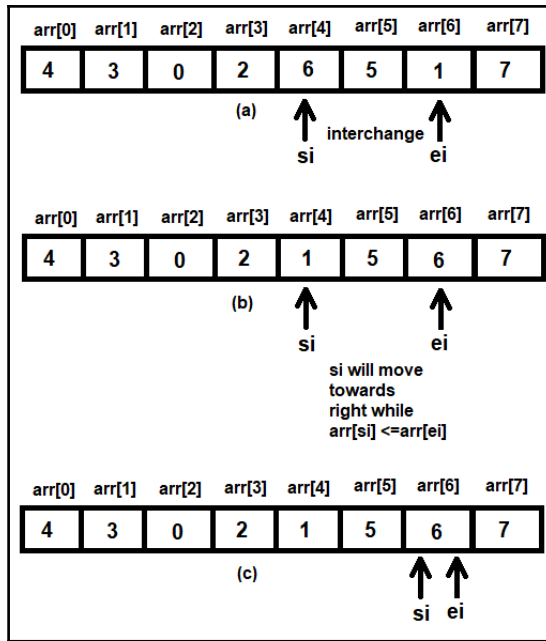 arr[0] arr[1] arr[2] arr[3] arr[4] arr[5] arr[6] arr[7]
4 3 0 2 6 5 1 7
(a)
interchange
si ei
arr[0] arr[1] arr[2] arr[3] arr[4] arr[5] arr[6] arr[7]
4 3 0 2 1 5 6 7
(b)
si ei
si will move
towards
right while
arr[si] <=arr[ei]
arr[0] arr[1] arr[2] arr[3] arr[4] arr[5] arr[6] arr[7]
4 3 0 2 1 5 6 7
(c)
si ei